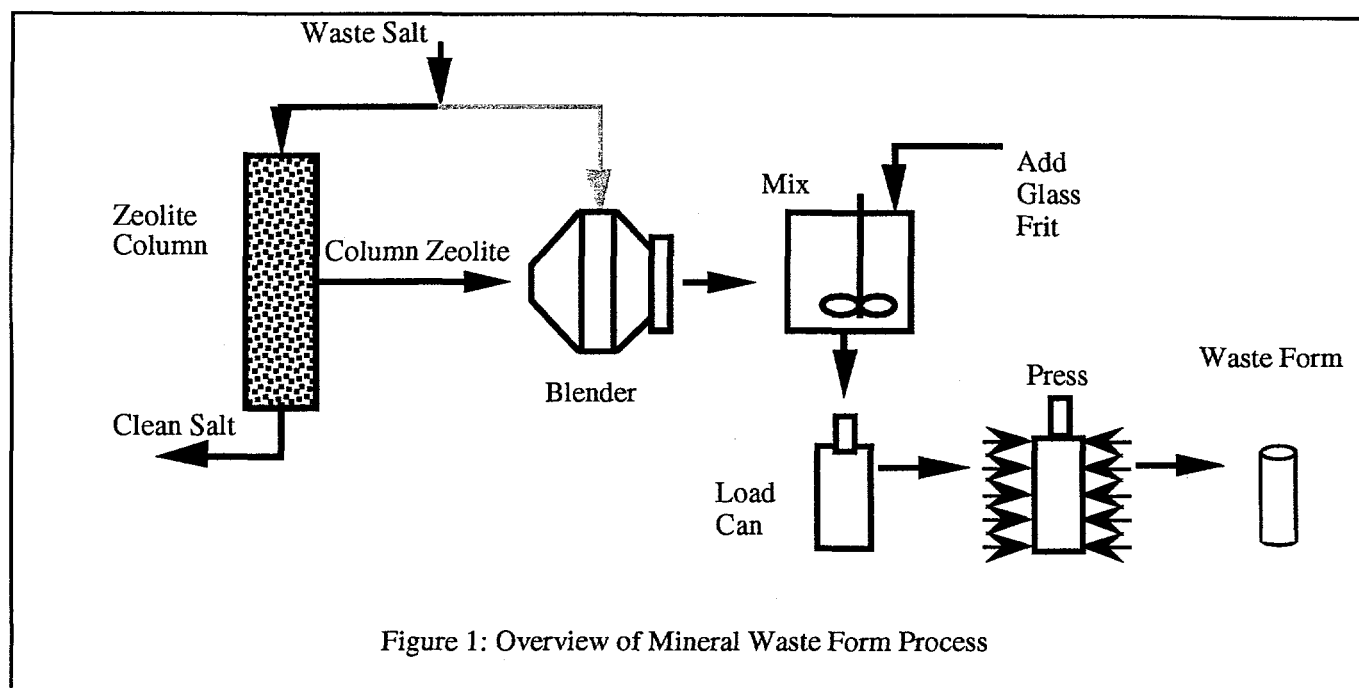 Waste Salt
Zeolite
Column
Column Zeolite
Clean Salt
Blender
Mix
Add
Glass
Frit
Load
Can
Press
Waste Form
Figure 1: Overview of Mineral Waste Form Process